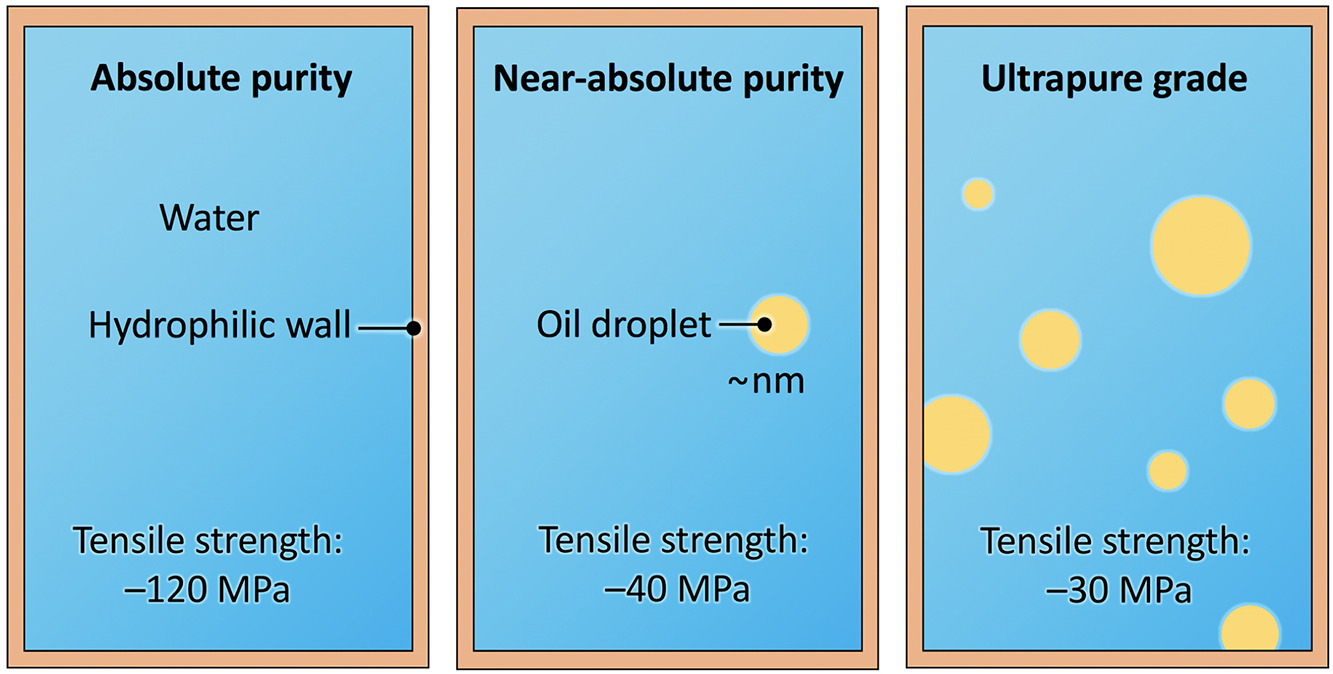 Absolute purity
Water
Hydrophilic wall
Tensile strength:
–120 MPa
Near-absolute purity
Oil droplet
~nm
Tensile strength:
–40 MPa
Ultrapure grade
Tensile strength:
–30 MPa